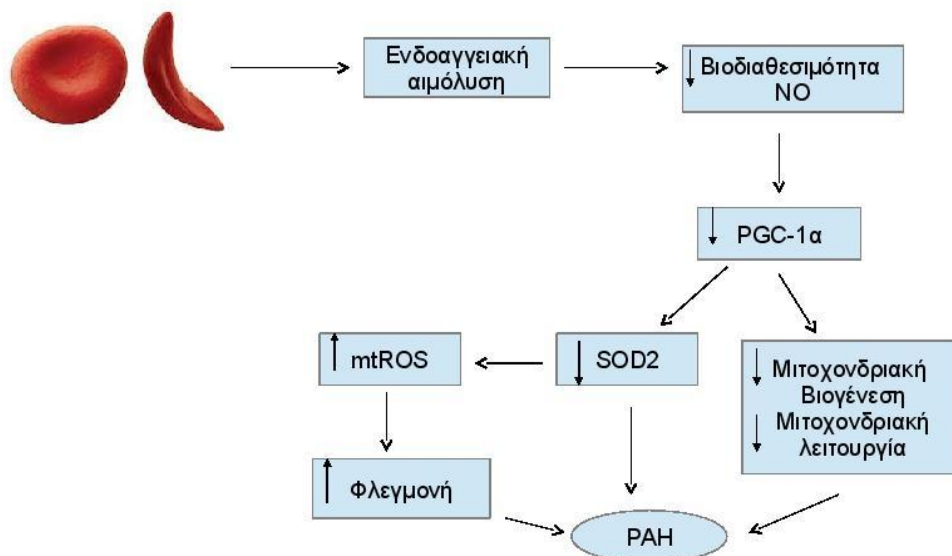 Ενδοαγγειακή
αιμόλυση
Βιοδιαθεσιμότητα
NO
PGC-1α
mtROS
SOD2
Μιτοχονδριακή
Βιογένεση
Μιτοχονδριακή
λειτουργία
Φλεγμονή
PAH